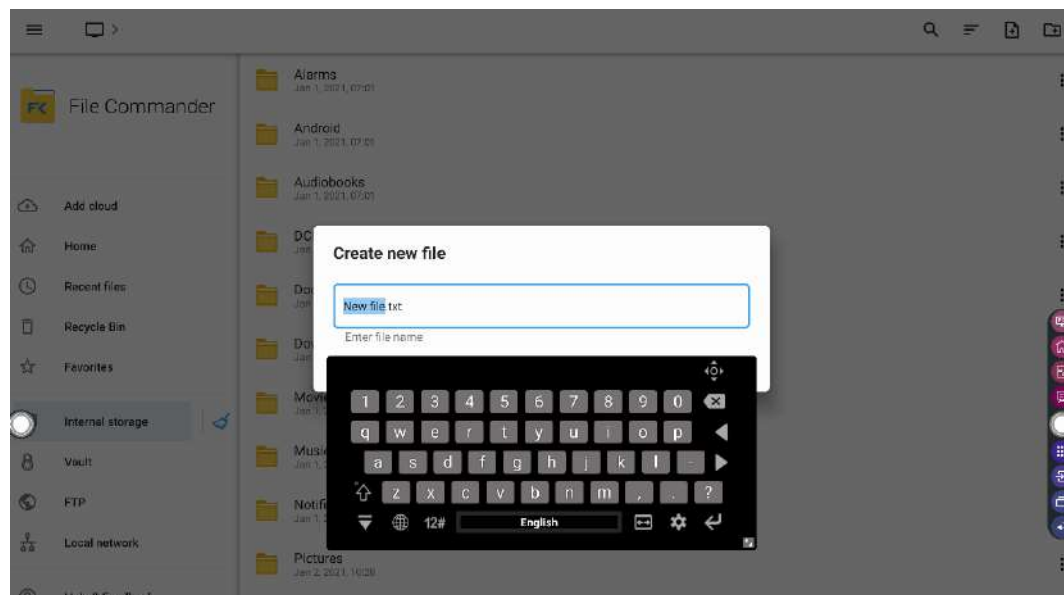 FK File Commander
Add cloud
Home
Recent files
Recycle Bin
Favorites
Internal storage
Vault
FTP
Local network
Alarms
Jan 1, 2021, 07:01
Android
Jan 1, 2021, 07:01
Audiobooks
Jan 1, 2021, 07:01
DC
Create new file
New file.txt
Enter file name
1 2 3 4 5 6 7 8 9 0
q w e r t y u i o p
a s d f g h j k l -
z x c v b n m , . ?
12# English
Notifi
Pictures
Jan 2, 2021, 10:28